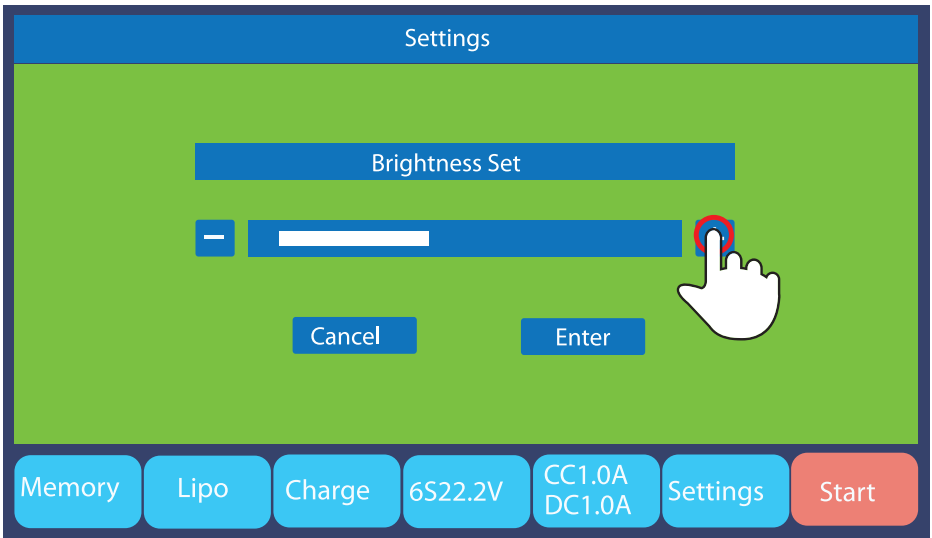 Settings
Brightness Set
Cancel
Enter
Memory
Lipo
Charge
6S22.2V
CC1.0A
DC1.0A
Settings
Start